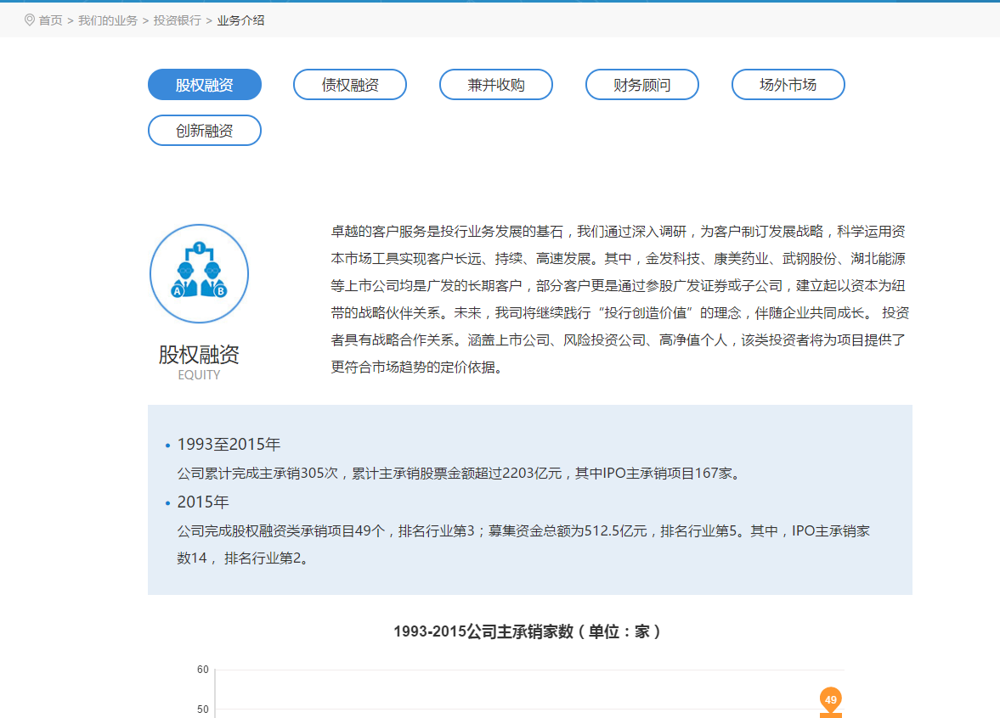 首页 > 我们的业务 > 投资银行 > 业务介绍
股权融资 债权融资 兼并收购 财务顾问 场外市场
创新融资
卓越的客户服务是投行业务发展的基石，我们通过深入调研，为客户制订发展战略，科学运用资
本市场工具实现客户长远、持续、高速发展。其中，金发科技、康美药业、武钢股份、湖北能源
等上市公司均是广发的长期客户，部分客户更是通过参股广发证券或子公司，建立起以资本为纽
带的战略伙伴关系。未来，我司将继续践行“投行创造价值”的理念，伴随企业共同成长。 投资
者具有战略合作关系。涵盖上市公司、风险投资公司、高净值个人，该类投资者将为项目提供了
更符合市场趋势的定价依据。
1
A B
股权融资
EQUITY
• 1993至2015年
公司累计完成主承销305次，累计主承销股票金额超过2203亿元，其中IPO主承销项目167家。
• 2015年
公司完成股权融资类承销项目49个，排名行业第3；募集资金总额为512.5亿元，排名行业第5。其中，IPO主承销家
数14， 排名行业第2。
1993-2015公司主承销家数（单位：家）
60
49
50